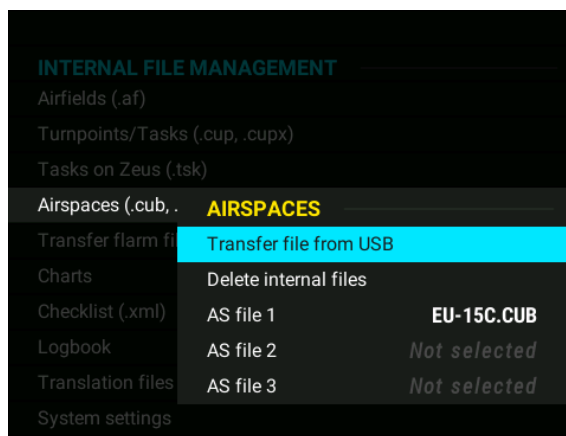 INTERNAL FILE MANAGEMENT
Airfields (.af)
Turnpoints/Tasks (.cup, .cupx)
Tasks on Zeus (.tsk)
Airspaces (.cub, .
AIRSPACES
Transfer flarm fil
Transfer file from USB
Charts
Delete internal files
Checklist (.xml)
AS file 1 EU-15C.CUB
Logbook
AS file 2 Not selected
Translation files
AS file 3 Not selected
System settings